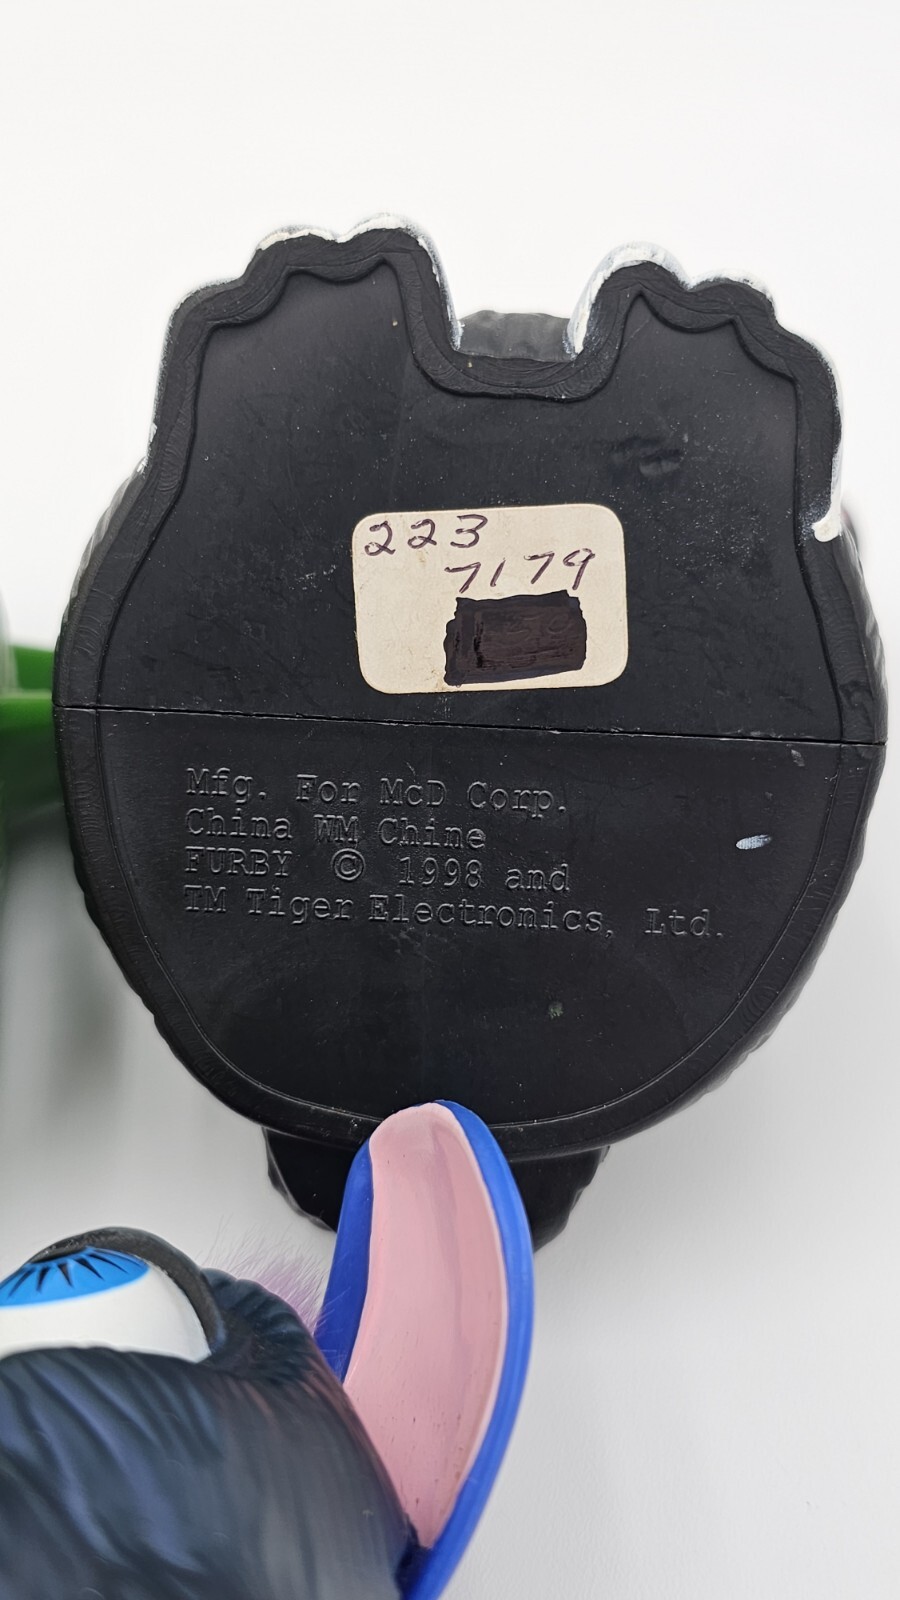 223
7179
Mfg. For McD Corp.
China WM Chine
FURBY © 1998 and
TM Tiger Electronics, Ltd.